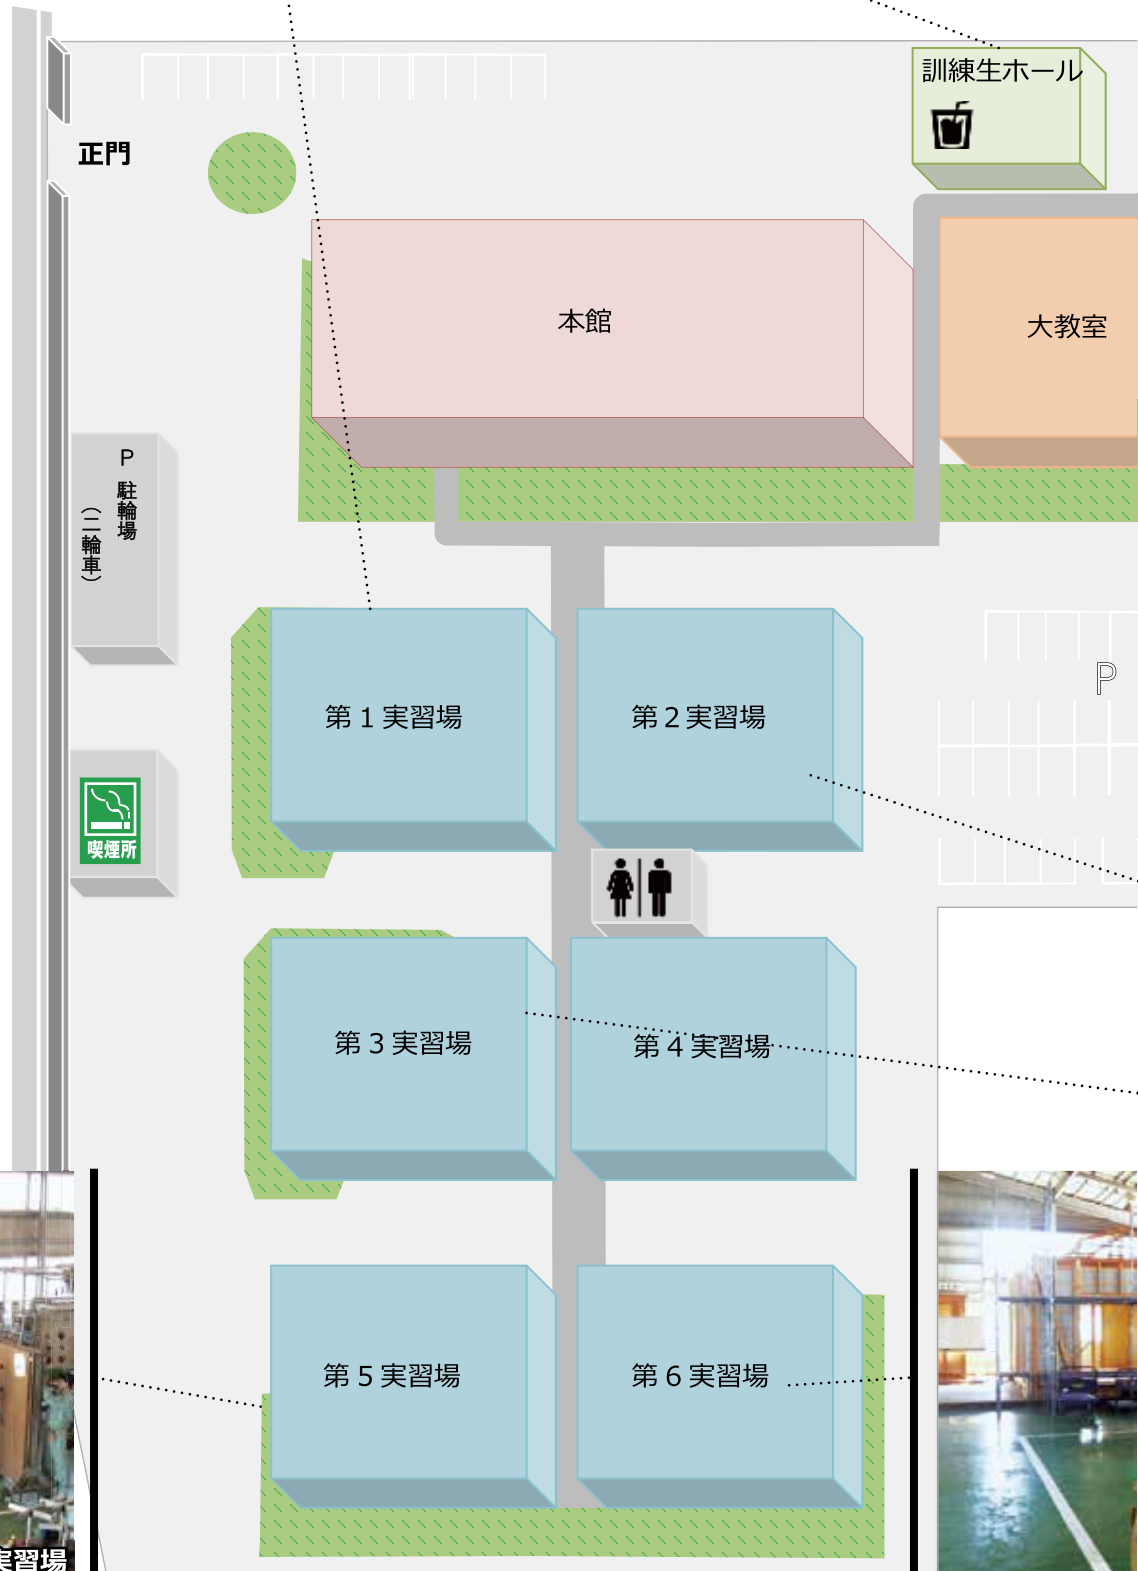 訓練生ホール
正門
本館
大教室
P
駐輪場
（二輪車）
第１実習場
第２実習場
P
喫煙所
第３実習場
第４実習場
第５実習場
第６実習場
実習場